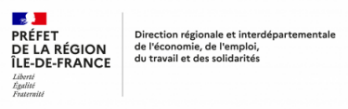 PRÉFET
DE LA RÉGION
ÎLE-DE-FRANCE
Liberté
Égalité
Fraternité
Direction régionale et interdépartementale
de l'économie, de l'emploi,
du travail et des solidarités